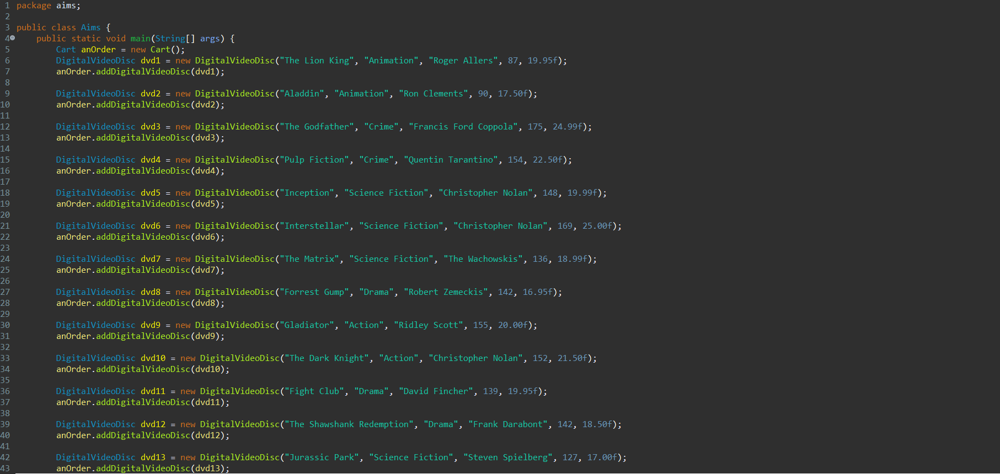 1 package aims;
2
3 public class Aims {
4 public static void main(String[] args) {
5 Cart anOrder = new Cart();
6 DigitalVideoDisc dvd1 = new DigitalVideoDisc("The Lion King", "Animation", "Roger Allers", 87, 19.95f);
7 anOrder.addDigitalVideoDisc(dvd1);
8
9 DigitalVideoDisc dvd2 = new DigitalVideoDisc("Aladdin", "Animation", "Ron Clements", 90, 17.50f);
10 anOrder.addDigitalVideoDisc(dvd2);
11
12 DigitalVideoDisc dvd3 = new DigitalVideoDisc("The Godfather", "Crime", "Francis Ford Coppola", 175, 24.99f);
13 anOrder.addDigitalVideoDisc(dvd3);
14
15 DigitalVideoDisc dvd4 = new DigitalVideoDisc("Pulp Fiction", "Crime", "Quentin Tarantino", 154, 22.50f);
16 anOrder.addDigitalVideoDisc(dvd4);
17
18 DigitalVideoDisc dvd5 = new DigitalVideoDisc("Inception", "Science Fiction", "Christopher Nolan", 148, 19.99f);
19 anOrder.addDigitalVideoDisc(dvd5);
20
21 DigitalVideoDisc dvd6 = new DigitalVideoDisc("Interstellar", "Science Fiction", "Christopher Nolan", 169, 25.00f);
22 anOrder.addDigitalVideoDisc(dvd6);
23
24 DigitalVideoDisc dvd7 = new DigitalVideoDisc("The Matrix", "Science Fiction", "The Wachowskis", 136, 18.99f);
25 anOrder.addDigitalVideoDisc(dvd7);
26
27 DigitalVideoDisc dvd8 = new DigitalVideoDisc("Forrest Gump", "Drama", "Robert Zemeckis", 142, 16.95f);
28 anOrder.addDigitalVideoDisc(dvd8);
29
30 DigitalVideoDisc dvd9 = new DigitalVideoDisc("Gladiator", "Action", "Ridley Scott", 155, 20.00f);
31 anOrder.addDigitalVideoDisc(dvd9);
32
33 DigitalVideoDisc dvd10 = new DigitalVideoDisc("The Dark Knight", "Action", "Christopher Nolan", 152, 21.50f);
34 anOrder.addDigitalVideoDisc(dvd10);
35
36 DigitalVideoDisc dvd11 = new DigitalVideoDisc("Fight Club", "Drama", "David Fincher", 139, 19.95f);
37 anOrder.addDigitalVideoDisc(dvd11);
38
39 DigitalVideoDisc dvd12 = new DigitalVideoDisc("The Shawshank Redemption", "Drama", "Frank Darabont", 142, 18.50f);
40 anOrder.addDigitalVideoDisc(dvd12);
41
42 DigitalVideoDisc dvd13 = new DigitalVideoDisc("Jurassic Park", "Science Fiction", "Steven Spielberg", 127, 17.00f);
43 anOrder.addDigitalVideoDisc(dvd13);